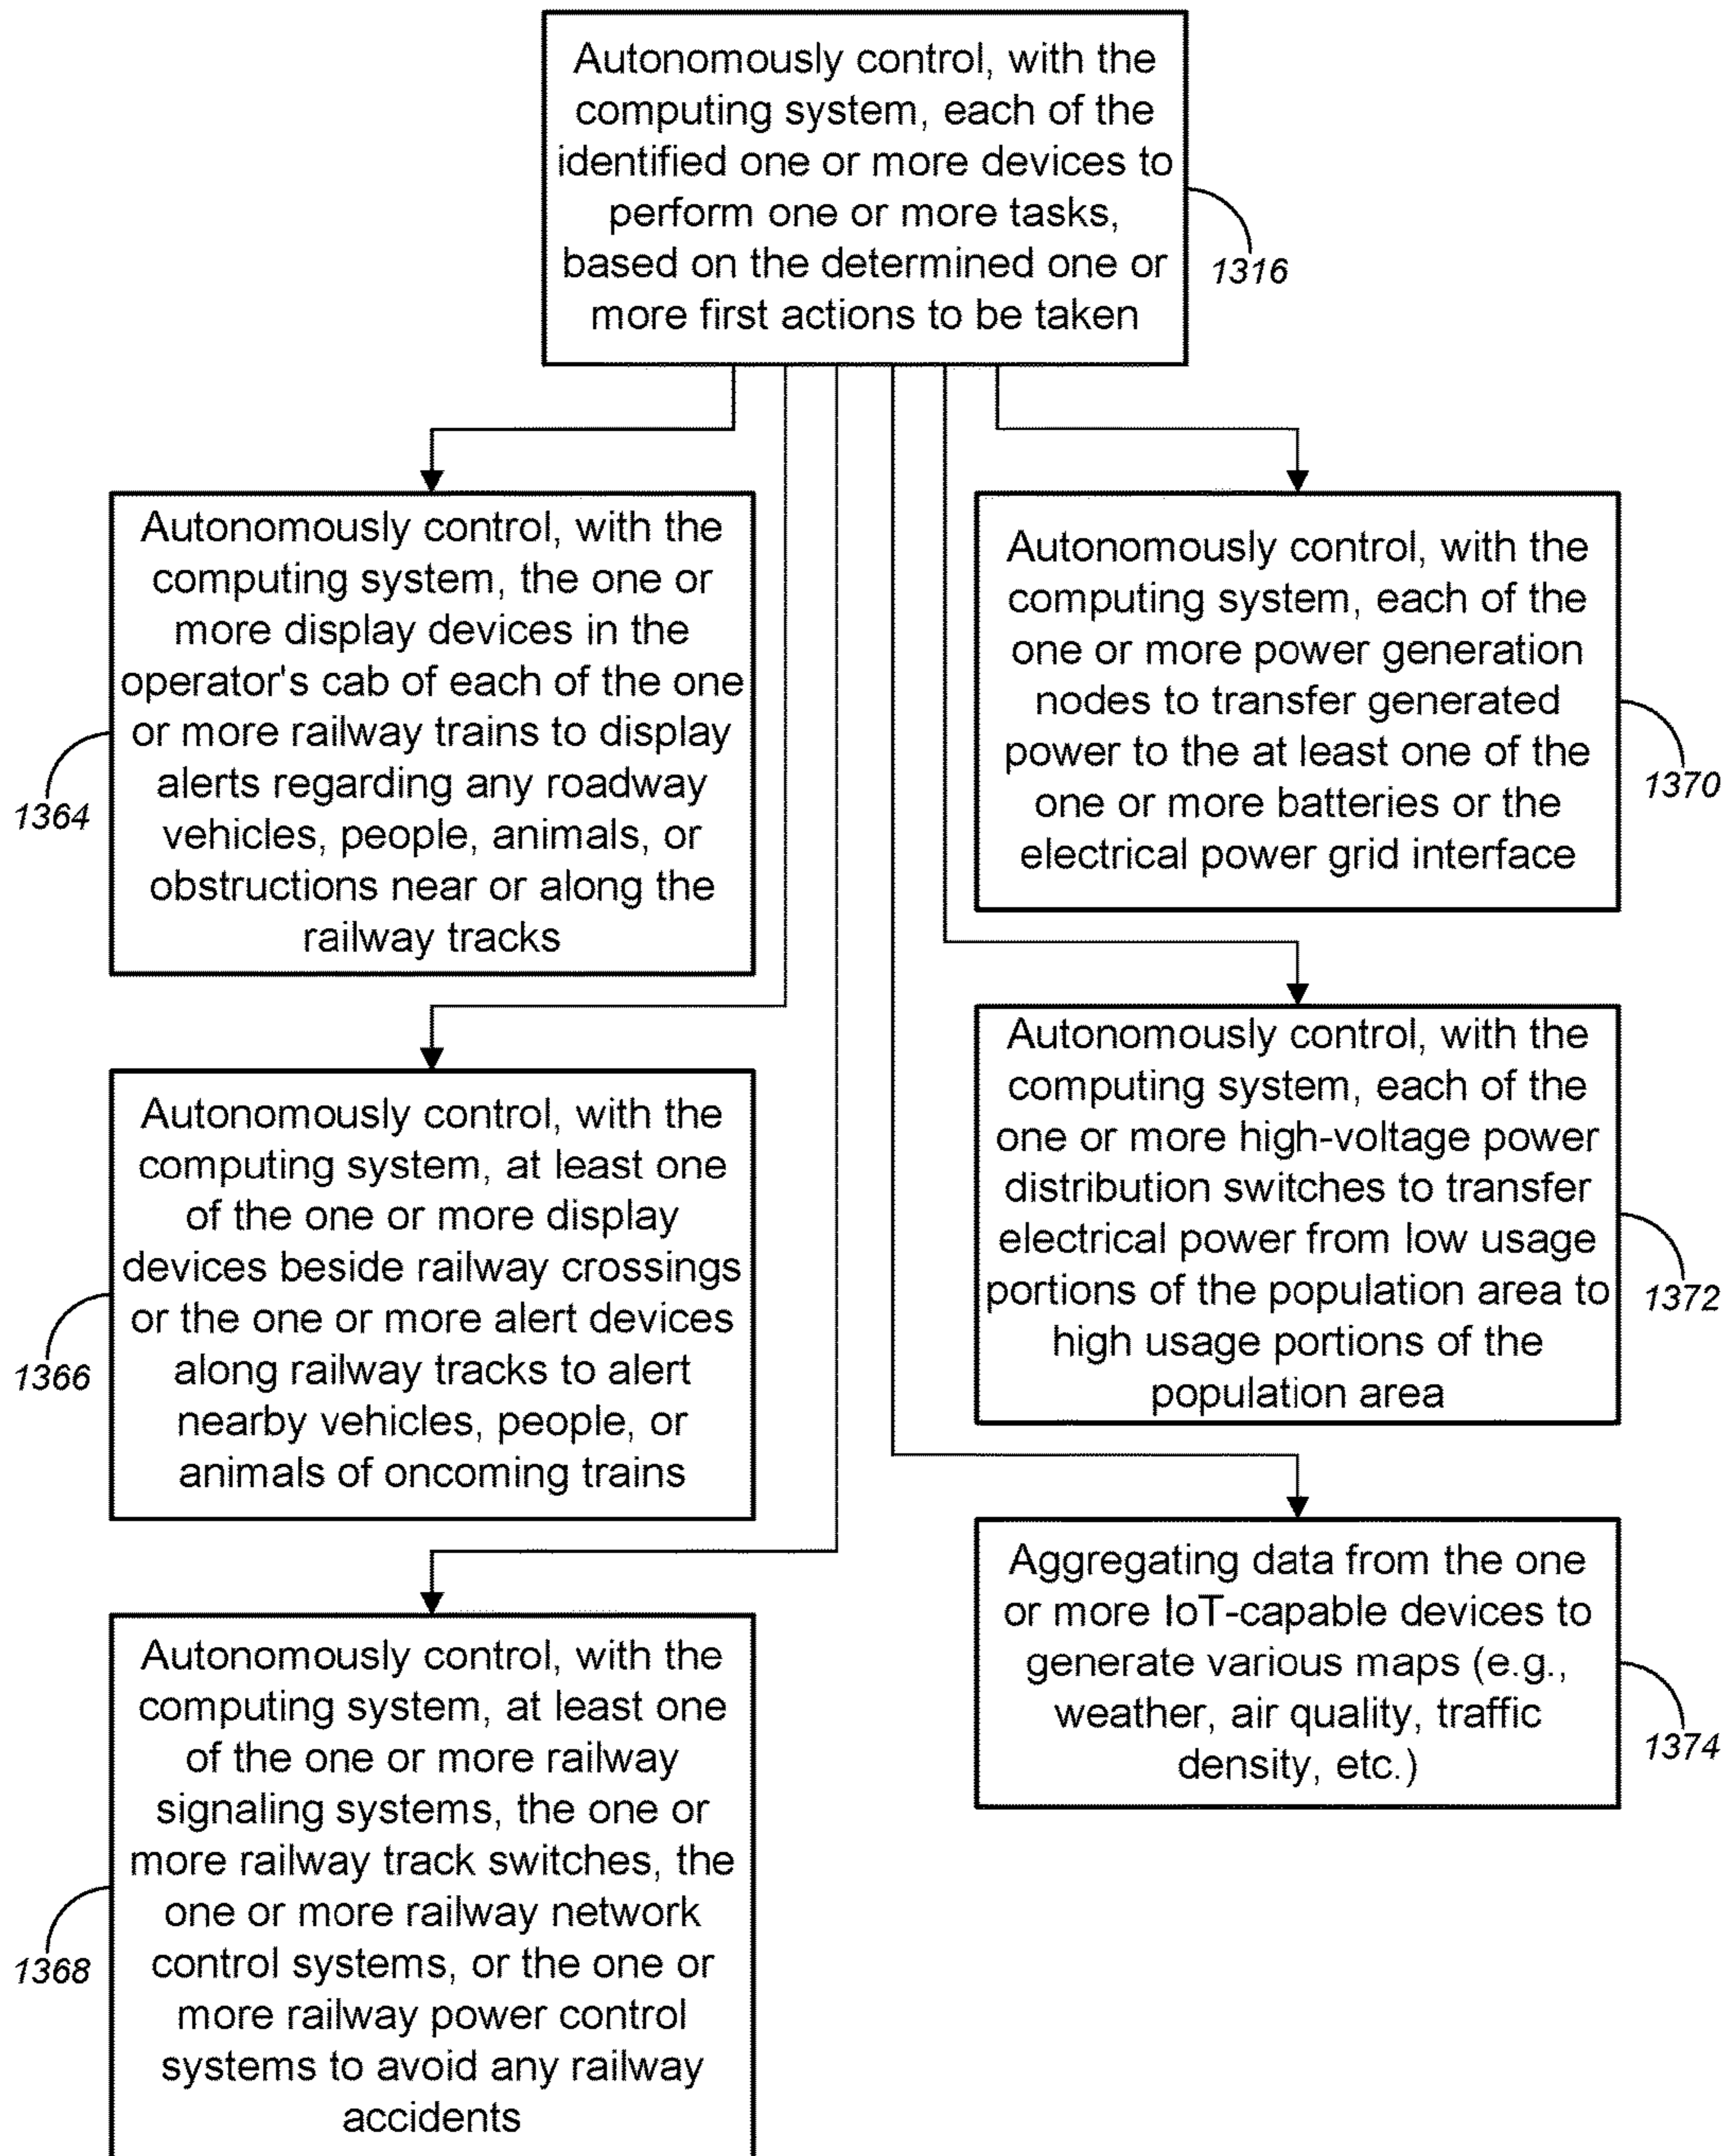 Autonomously control, with the
computing system, each of the
identified one or more devices to
perform one or more tasks,
based on the determined one or
more first actions to be taken
1316
Autonomously control, with the
computing system, the one or
more display devices in the
operator's cab of each of the one
or more railway trains to display
alerts regarding any roadway
vehicles, people, animals, or
obstructions near or along the
railway tracks
1364
Autonomously control, with the
computing system, at least one
of the one or more display
devices beside railway crossings
or the one or more alert devices
along railway tracks to alert
nearby vehicles, people, or
animals of oncoming trains
1366
Autonomously control, with the
computing system, at least one
of the one or more railway
signaling systems, the one or
more railway track switches, the
one or more railway network
control systems, or the one or
more railway power control
systems to avoid any railway
accidents
1368
Autonomously control, with the
computing system, each of the
one or more power generation
nodes to transfer generated
power to the at least one of the
one or more batteries or the
electrical power grid interface
1370
Autonomously control, with the
computing system, each of the
one or more high-voltage power
distribution switches to transfer
electrical power from low usage
portions of the population area to
high usage portions of the
population area
1372
Aggregating data from the one
or more IoT-capable devices to
generate various maps (e.g.,
weather, air quality, traffic
density, etc.)
1374